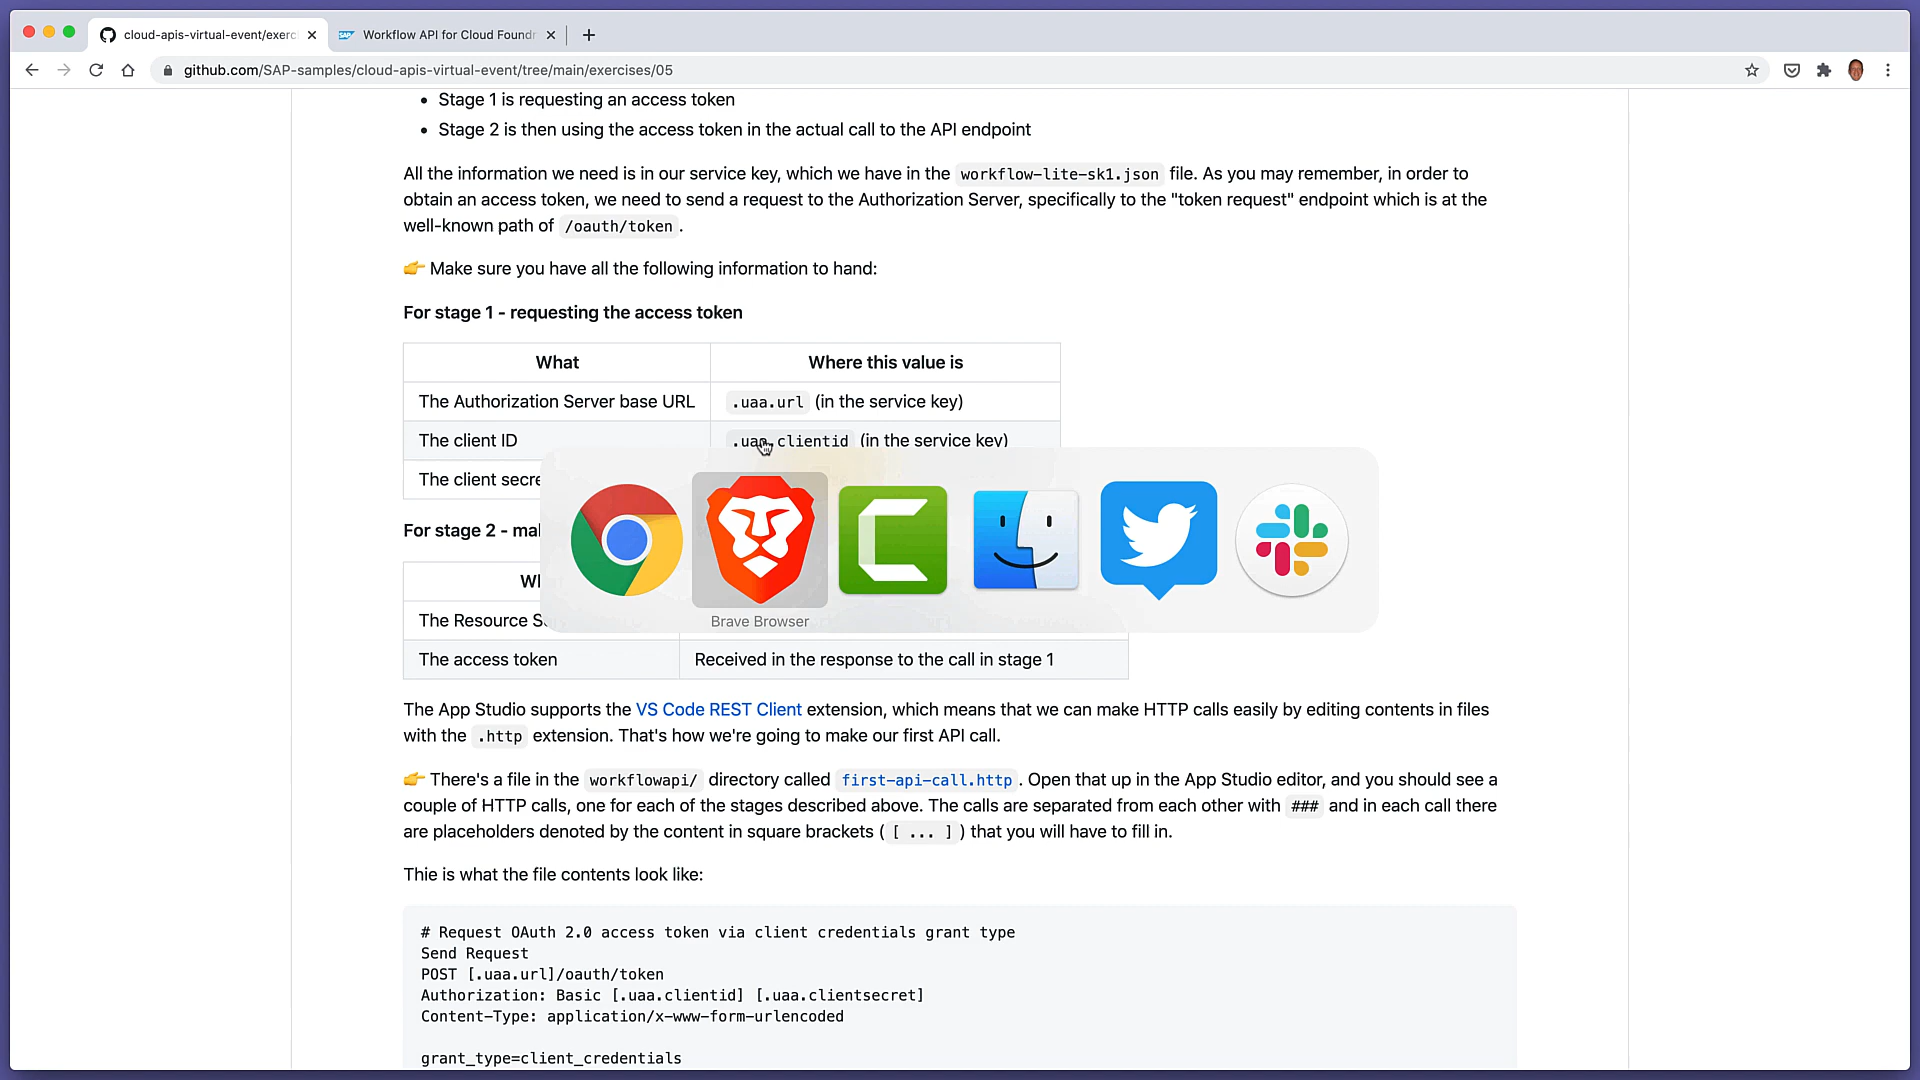 cloud-apis-virtual-event/exerc
Workflow API for Cloud Foundr
github.com/SAP-samples/cloud-apis-virtual-event/tree/main/exercises/05
• Stage 1 is requesting an access token
• Stage 2 is then using the access token in the actual call to the API endpoint
All the information we need is in our service key, which we have in the workflow-lite-sk1.json file. As you may remember, in order to
obtain an access token, we need to send a request to the Authorization Server, specifically to the "token request" endpoint which is at the
well-known path of /oauth/token.
👉 Make sure you have all the following information to hand:
For stage 1 - requesting the access token
What Where this value is
The Authorization Server base URL .uaa.url (in the service key)
The client ID .uaa.clientid (in the service key)
The client secre
For stage 2 - mak
Wh
The Resource Se
Brave Browser
The access token Received in the response to the call in stage 1
The App Studio supports the VS Code REST Client extension, which means that we can make HTTP calls easily by editing contents in files
with the .http extension. That's how we're going to make our first API call.
👉 There's a file in the workflowapi/ directory called first-api-call.http. Open that up in the App Studio editor, and you should see a
couple of HTTP calls, one for each of the stages described above. The calls are separated from each other with ### and in each call there
are placeholders denoted by the content in square brackets ( [ ... ] ) that you will have to fill in.
Thie is what the file contents look like:
# Request OAuth 2.0 access token via client credentials grant type
Send Request
POST [.uaa.url]/oauth/token
Authorization: Basic [.uaa.clientid] [.uaa.clientsecret]
Content-Type: application/x-www-form-urlencoded
grant_type=client_credentials